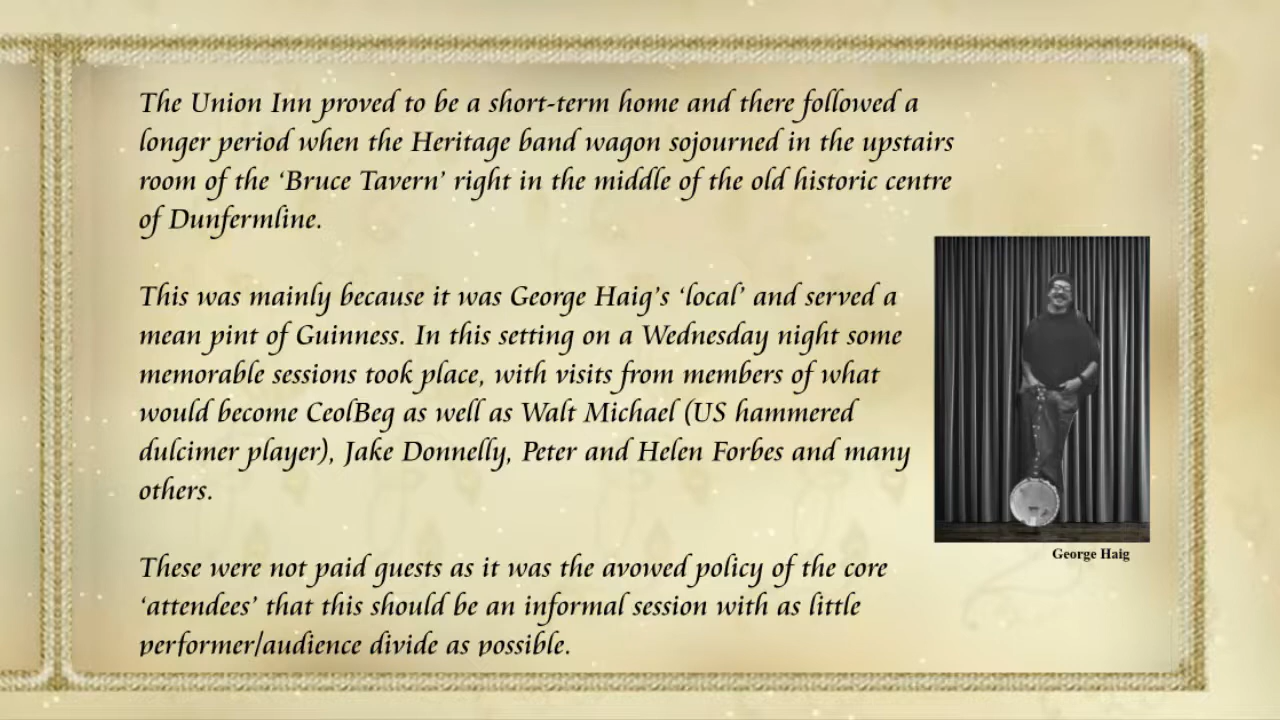 The Union Inn proved to be a short-term home and there followed a
longer period when the Heritage band wagon sojourned in the upstairs
room of the ‘Bruce Tavern’ right in the middle of the old historic centre
of Dunfermline.
This was mainly because it was George Haig’s ‘local’ and served a
mean pint of Guinness. In this setting on a Wednesday night some
memorable sessions took place, with visits from members of what
would become CeolBeg as well as Walt Michael (US hammered
dulcimer player), Jake Donnelly, Peter and Helen Forbes and many
others.
George Haig
These were not paid guests as it was the avowed policy of the core
‘attendees’ that this should be an informal session with as little
performer/audience divide as possible.